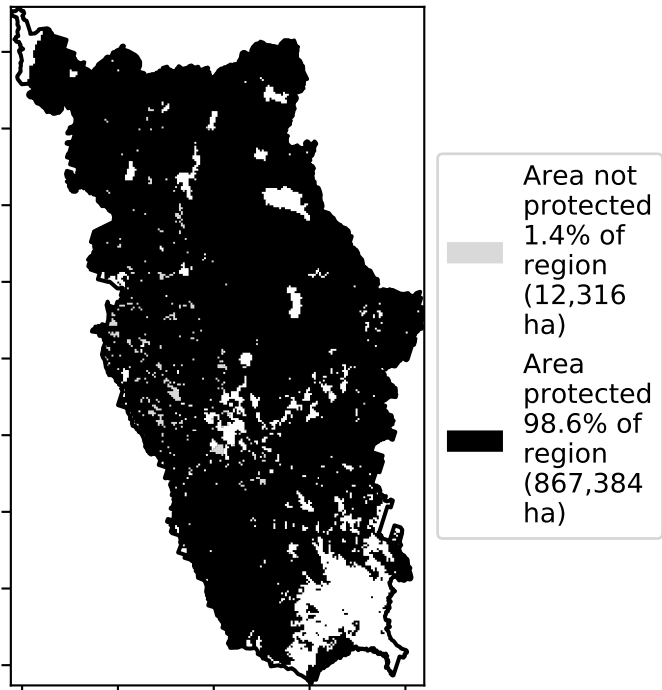 Area not
protected
1.4% of
region
(12,316
ha)
Area
protected
98.6% of
region
(867,384
ha)